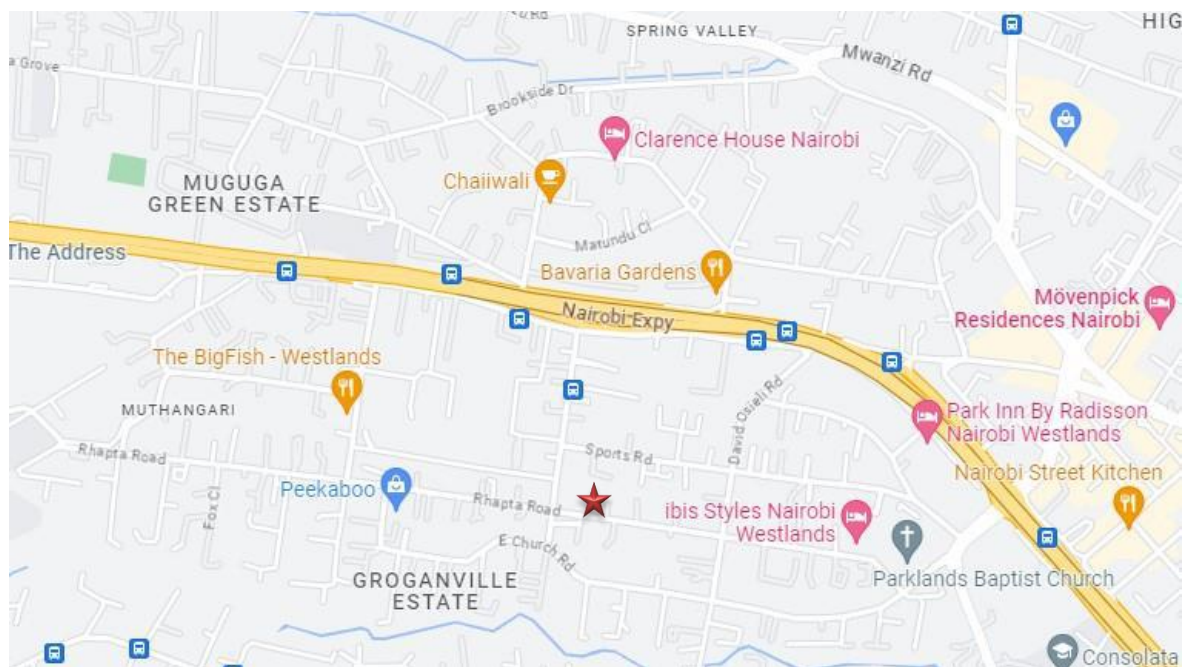 SPRING VALLEY
HIG
Mwanzi Rd
a Grove
Brookside Dr
Clarence House Nairobi
Chaiiwali
MUGUGA
GREEN ESTATE
Matundu Cl
The Address
Bavaria Gardens
Nairobi Expy
Mövenpick
Residences Nairobi
The BigFish - Westlands
MUTHANGARI
David Osieli Rd
Park Inn By Radisson
Nairobi Westlands
Rhapta Road
Sports Rd
Nairobi Street Kitchen
Peekaboo
Fox Cl
Rhapta Road
ibis Styles Nairobi
Westlands
E Church Rd
GROGANVILLE
ESTATE
Parklands Baptist Church
Consolata